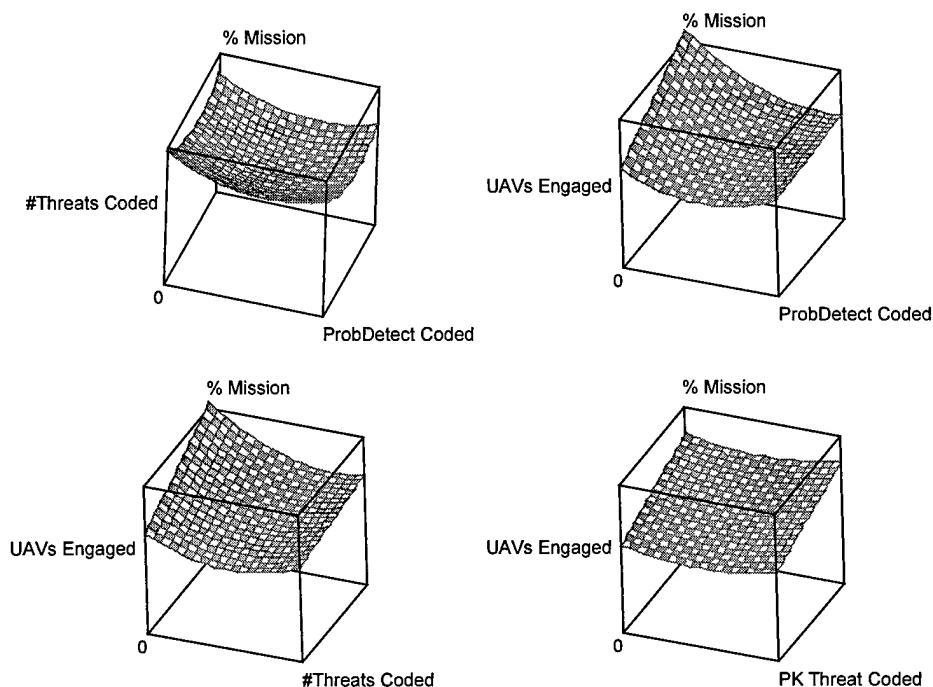 % Mission
#Threats Coded
0
ProbDetect Coded
% Mission
UAVs Engaged
0
ProbDetect Coded
% Mission
UAVs Engaged
0
#Threats Coded
% Mission
UAVs Engaged
0
PK Threat Coded